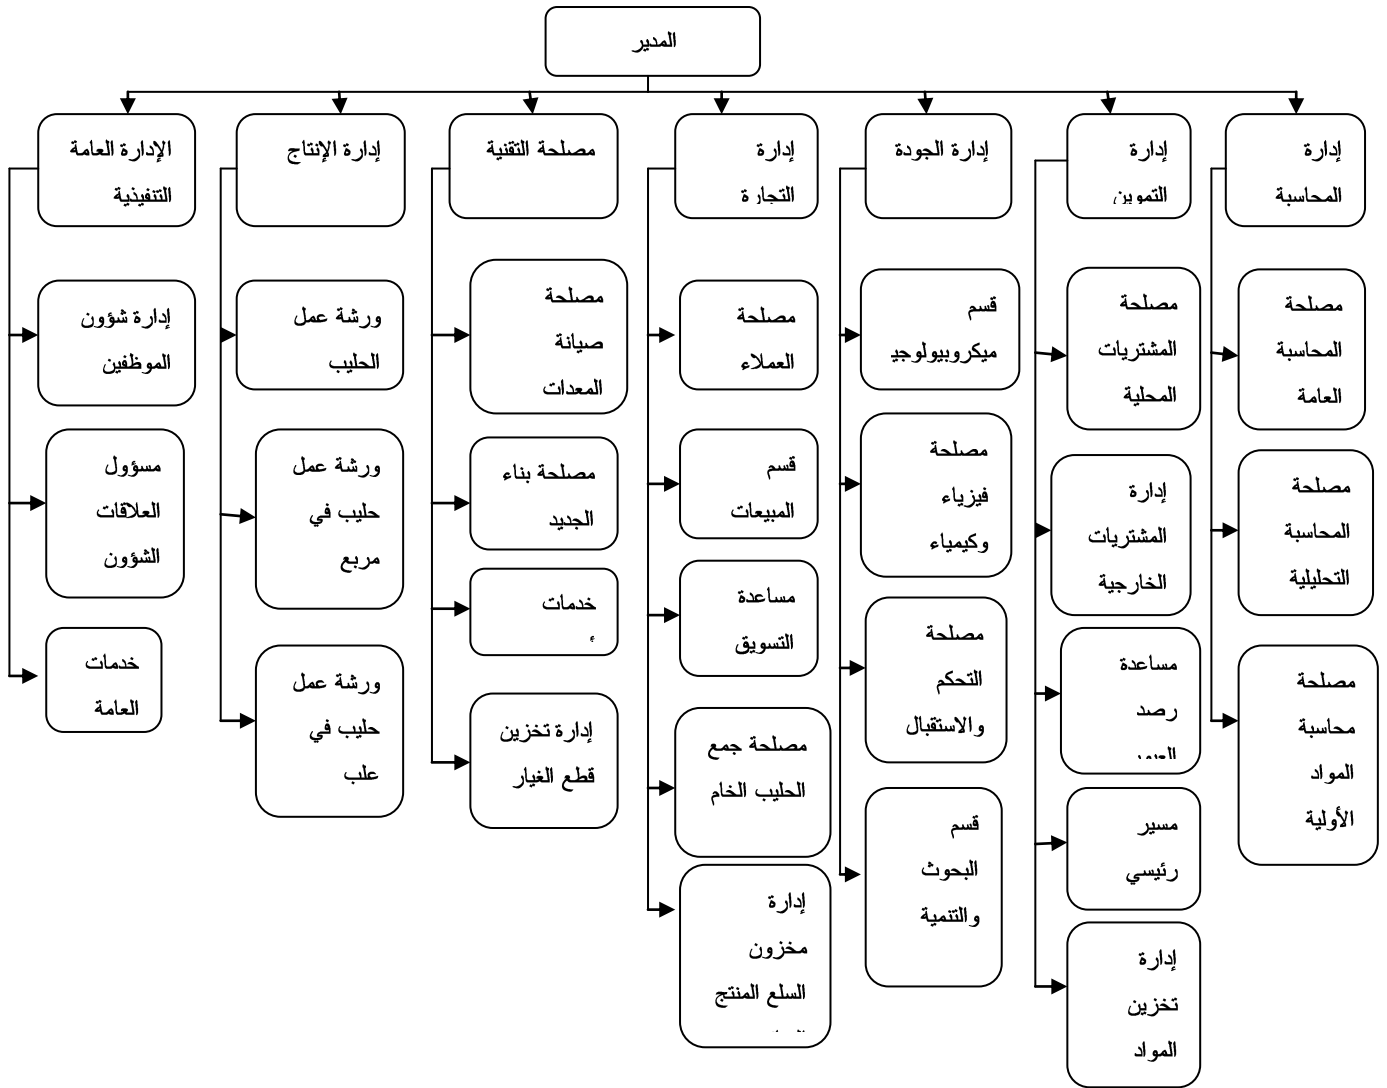 المدير
إدارة
المحاسبة
إدارة
التموين
إدارة الجودة
إدارة
التجارة
مصلحة التقنية
إدارة الإنتاج
الإدارة العامة
التنفيذية
مصلحة
المحاسبة
العامة
مصلحة
المحاسبة
التحليلية
مصلحة
محاسبة
المواد
الأولية
مصلحة
المشتريات
المحلية
إدارة
المشتريات
الخارجية
مساعدة
رصد
مسير
رئيسي
إدارة
تخزين
المواد
قسم
ميكروبيولوجي
مصلحة
فيزياء
وكيمياء
مصلحة
التحكم
والاستقبال
قسم
البحوث
والتنمية
مصلحة
العملاء
قسم
المبيعات
مساعدة
التسويق
مصلحة جمع
الحليب الخام
إدارة
مخزون
السلع المنتج
مصلحة
صيانة
المعدات
مصلحة بناء
الجديد
خدمات
إدارة تخزين
قطع الغيار
ورشة عمل
الحليب
ورشة عمل
حليب في
مربع
ورشة عمل
حليب في
علب
إدارة شؤون
الموظفين
مسؤول
العلاقات
الشؤون
خدمات
العامة